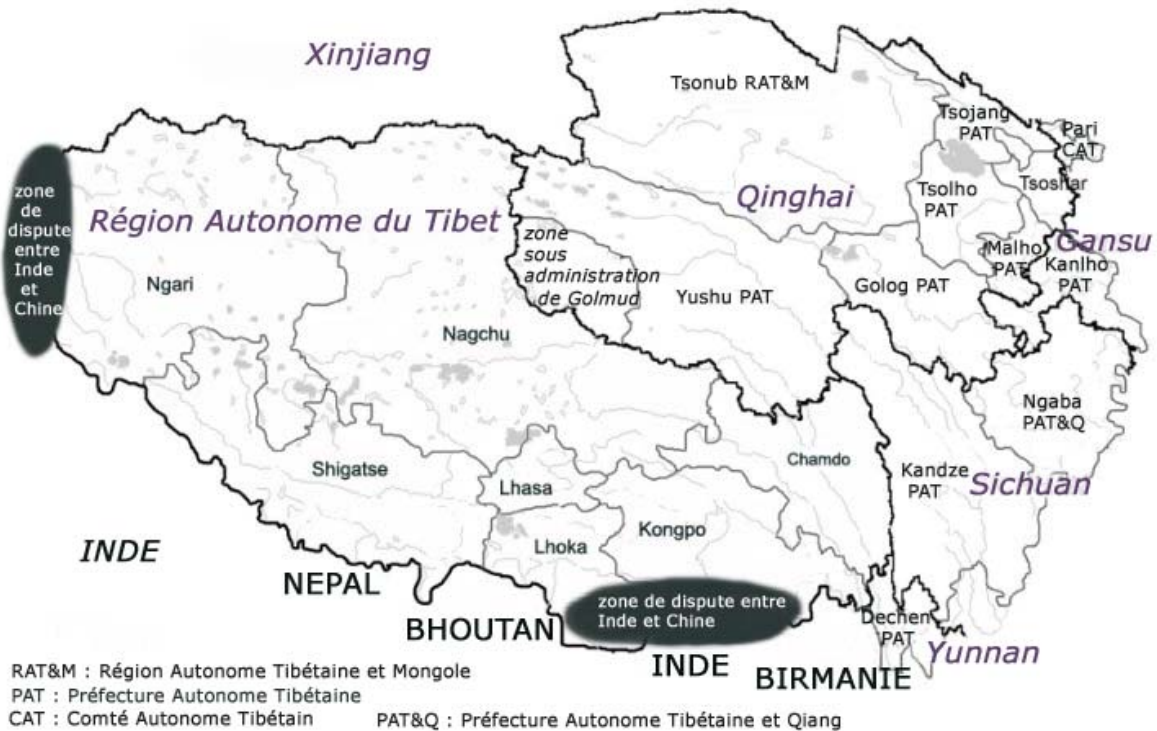 Xinjiang
Tsonub RAT&M
Tsojang
PAT
Pari
CAT
Tsoshar
zone
de
dispute
entre
Inde
et
Chine
Région Autonome du Tibet
Qinghai
Tsolho
PAT
zone
sous
administration
de Golmud
Malho
PAT
Gansu
Kanlho
PAT
Ngari
Yushu PAT
Golog PAT
Nagchu
Ngaba
PAT&Q
Shigatse
Lhasa
Chamdo
Kandze
PAT
Sichuan
Lhoka
Kongpo
INDE
NEPAL
BHOUTAN
zone de dispute entre
Inde et Chine
INDE
BIRMANIE
Dechen
PAT
Yunnan
RAT&M : Région Autonome Tibétaine et Mongole
PAT : Préfecture Autonome Tibétaine
CAT : Comté Autonome Tibétain
PAT&Q : Préfecture Autonome Tibétaine et Qiang